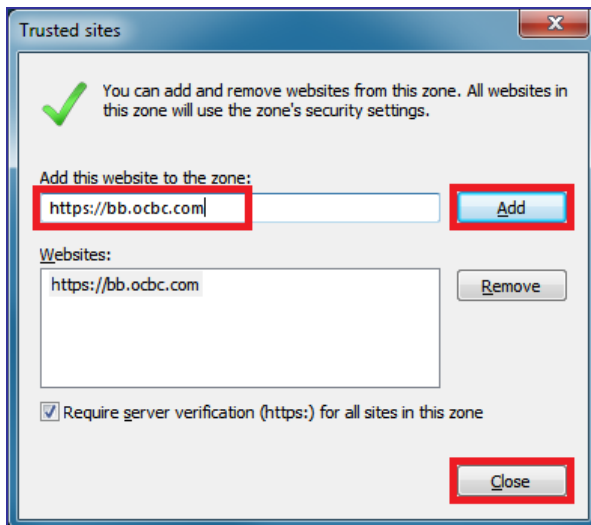 Trusted sites
You can add and remove websites from this zone. All websites in
this zone will use the zone's security settings.
Add this website to the zone:
https://bb.ocbc.com
Add
Websites:
https://bb.ocbc.com
Remove
Require server verification (https:) for all sites in this zone
Close